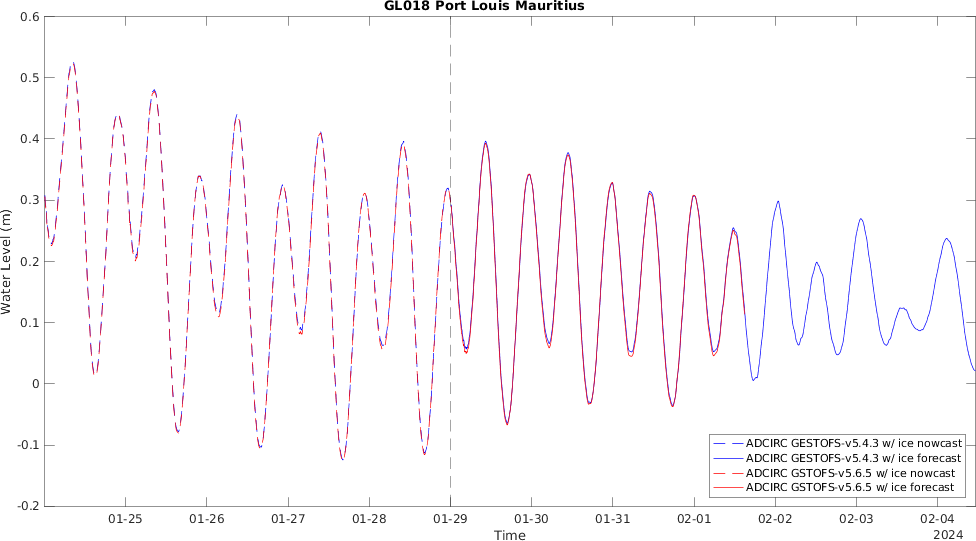 GL018 Port Louis Mauritius
0.6
0.5
0.4
0.3
0.2
0.1
0
-0.1
-0.2
Water Level (m)
ADCIRC GESTOFS-v5.4.3 w/ ice nowcast
ADCIRC GESTOFS-v5.4.3 w/ ice forecast
ADCIRC GSTOFS-v5.6.5 w/ ice nowcast
ADCIRC GSTOFS-v5.6.5 w/ ice forecast
01-25 01-26 01-27 01-28 01-29 01-30 01-31 02-01 02-02 02-03 02-04
Time
2024